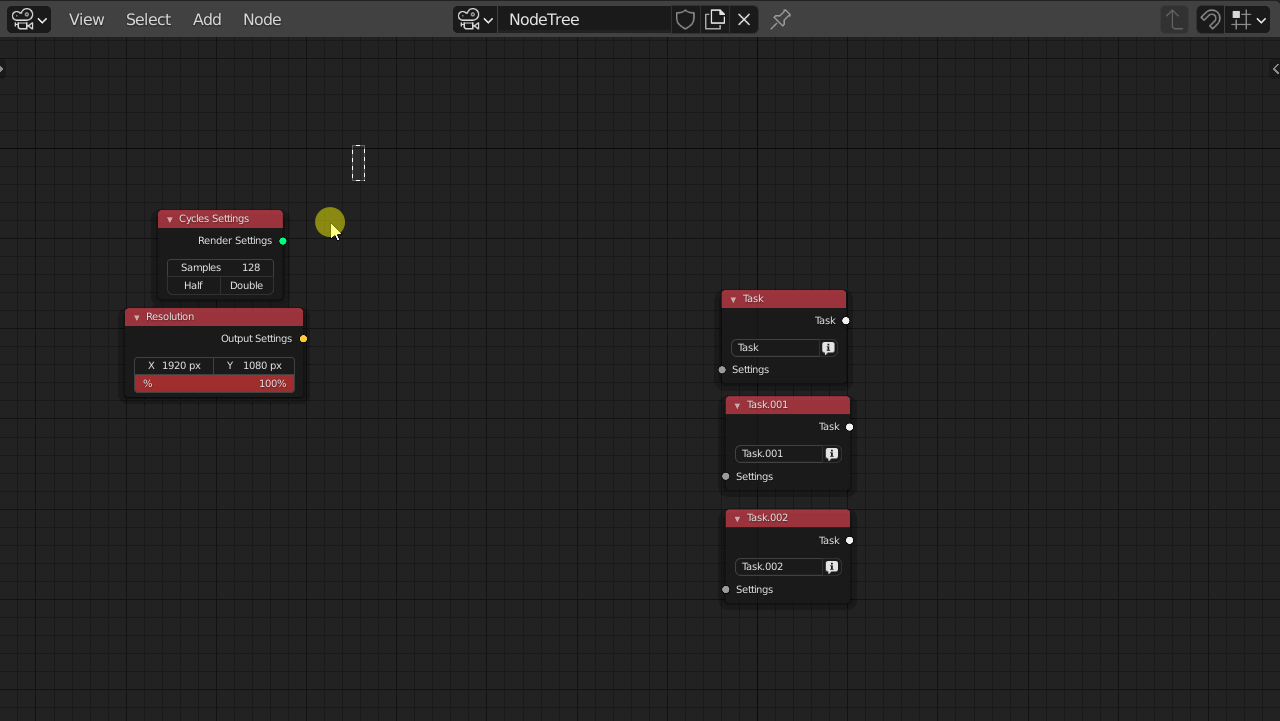 View Select Add Node NodeTree
Cycles Settings
Render Settings
Samples 128
Half Double
Resolution
Output Settings
X 1920 px Y 1080 px
% 100%
Task
Task
Task
Settings
Task.001
Task
Task.001
Settings
Task.002
Task
Task.002
Settings